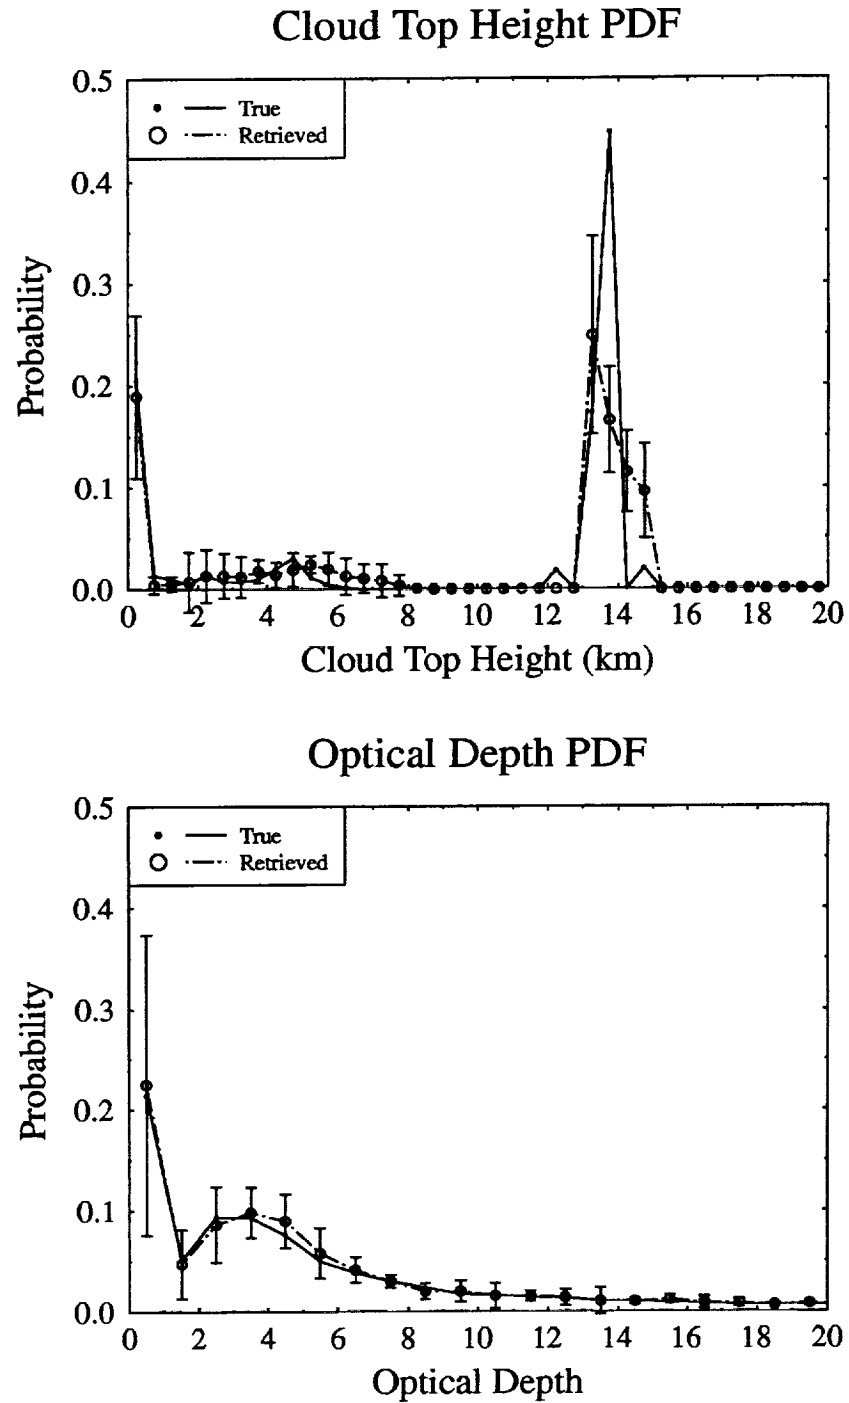 Cloud Top Height PDF
True
Retrieved
0.5
0.4
0.3
0.2
0.1
0.0
Probability
0 2 4 6 8 10 12 14 16 18 20
Cloud Top Height (km)
Optical Depth PDF
True
Retrieved
0.5
0.4
0.3
0.2
0.1
0.0
Probability
0 2 4 6 8 10 12 14 16 18 20
Optical Depth